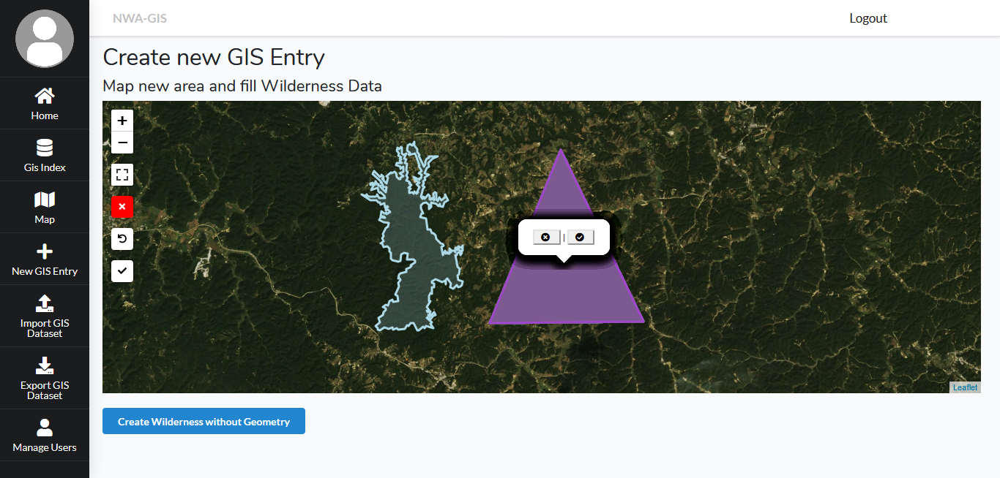 NWA-GIS
Logout
Home
Gis Index
Map
New GIS Entry
Import GIS
Dataset
Export GIS
Dataset
Manage Users
Create new GIS Entry
Map new area and fill Wilderness Data
+
−
|
Leaflet
Create Wilderness without Geometry